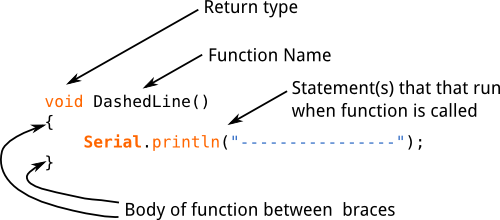 Return type
Function Name
Statement(s) that that run
when function is called
void DashedLine()
{
Serial.println("----------------");
}
Body of function between braces